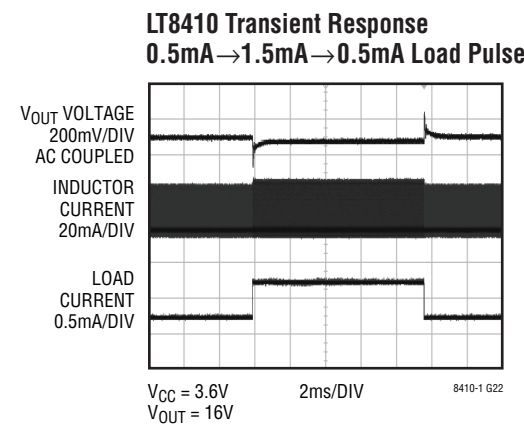 LT8410 Transient Response
0.5mA→1.5mA→0.5mA Load Pulse
VOUT VOLTAGE
200mV/DIV
AC COUPLED
INDUCTOR
CURRENT
20mA/DIV
LOAD
CURRENT
0.5mA/DIV
VCC = 3.6V
VOUT = 16V
2ms/DIV
8410-1 G22